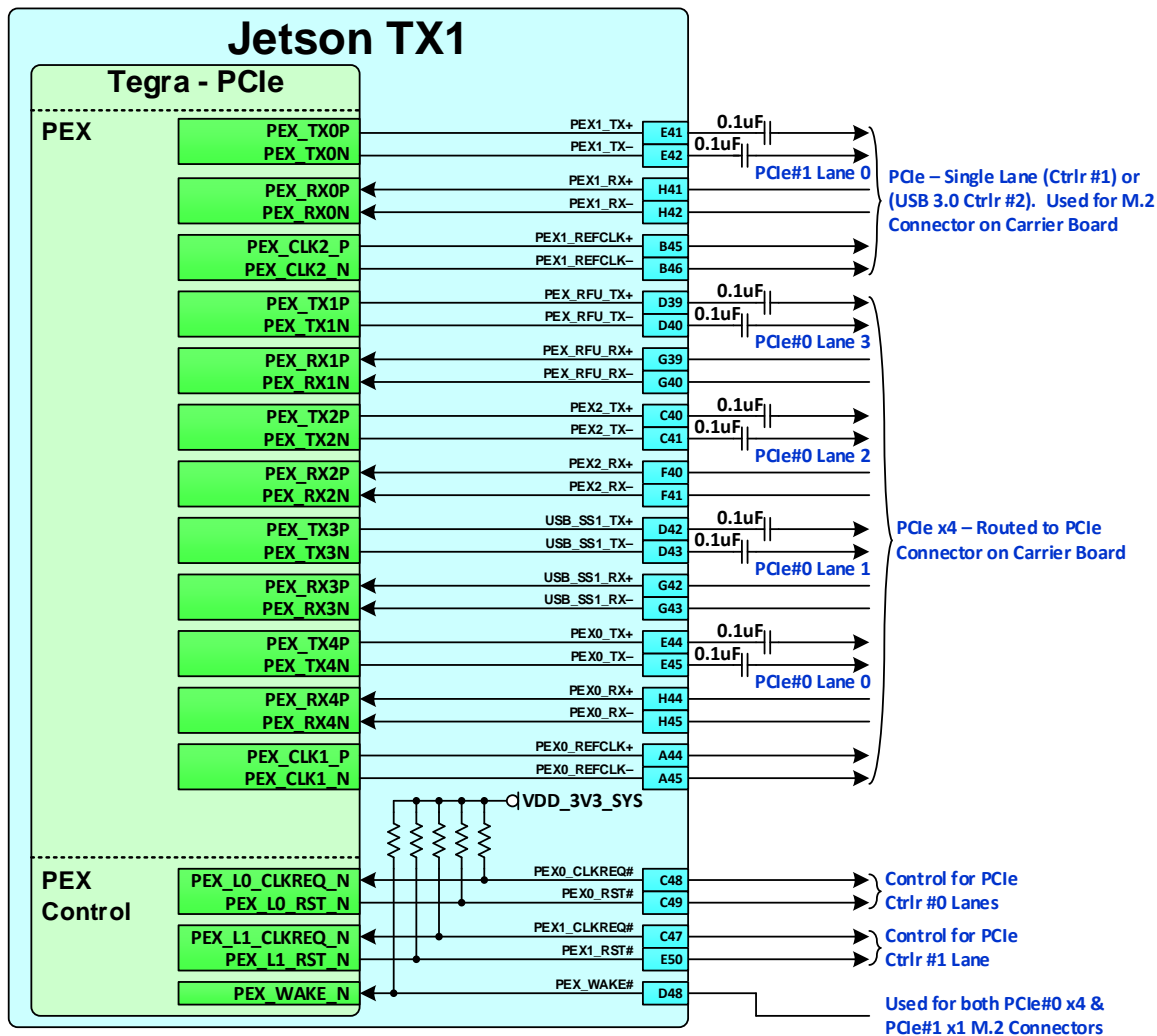 Jetson TX1
Tegra - PCIe
PEX
PEX_TX0P PEX1_TX+ E41 0.1uF
PEX_TX0N PEX1_TX– E42 0.1uF
PCIe#1 Lane 0
PEX_RX0P PEX1_RX+ H41
PEX_RX0N PEX1_RX– H42
PEX_CLK2_P PEX1_REFCLK+ B45
PEX_CLK2_N PEX1_REFCLK– B46
PCIe – Single Lane (Ctrlr #1) or
(USB 3.0 Ctrlr #2). Used for M.2
Connector on Carrier Board
PEX_TX1P PEX_RFU_TX+ D39 0.1uF
PEX_TX1N PEX_RFU_TX– D40 0.1uF
PCIe#0 Lane 3
PEX_RX1P PEX_RFU_RX+ G39
PEX_RX1N PEX_RFU_RX– G40
PEX_TX2P PEX2_TX+ C40 0.1uF
PEX_TX2N PEX2_TX– C41 0.1uF
PCIe#0 Lane 2
PEX_RX2P PEX2_RX+ F40
PEX_RX2N PEX2_RX– F41
PEX_TX3P USB_SS1_TX+ D42 0.1uF
PEX_TX3N USB_SS1_TX– D43 0.1uF
PCIe#0 Lane 1
PEX_RX3P USB_SS1_RX+ G42
PEX_RX3N USB_SS1_RX– G43
PEX_TX4P PEX0_TX+ E44 0.1uF
PEX_TX4N PEX0_TX– E45 0.1uF
PCIe#0 Lane 0
PEX_RX4P PEX0_RX+ H44
PEX_RX4N PEX0_RX– H45
PEX_CLK1_P PEX0_REFCLK+ A44
PEX_CLK1_N PEX0_REFCLK– A45
PCIe x4 – Routed to PCIe
Connector on Carrier Board
VDD_3V3_SYS
PEX
Control
PEX_L0_CLKREQ_N PEX0_CLKREQ# C48
PEX_L0_RST_N PEX0_RST# C49
Control for PCIe
Ctrlr #0 Lanes
PEX_L1_CLKREQ_N PEX1_CLKREQ# C47
PEX_L1_RST_N PEX1_RST# E50
Control for PCIe
Ctrlr #1 Lane
PEX_WAKE_N PEX_WAKE# D48
Used for both PCIe#0 x4 &
PCIe#1 x1 M.2 Connectors